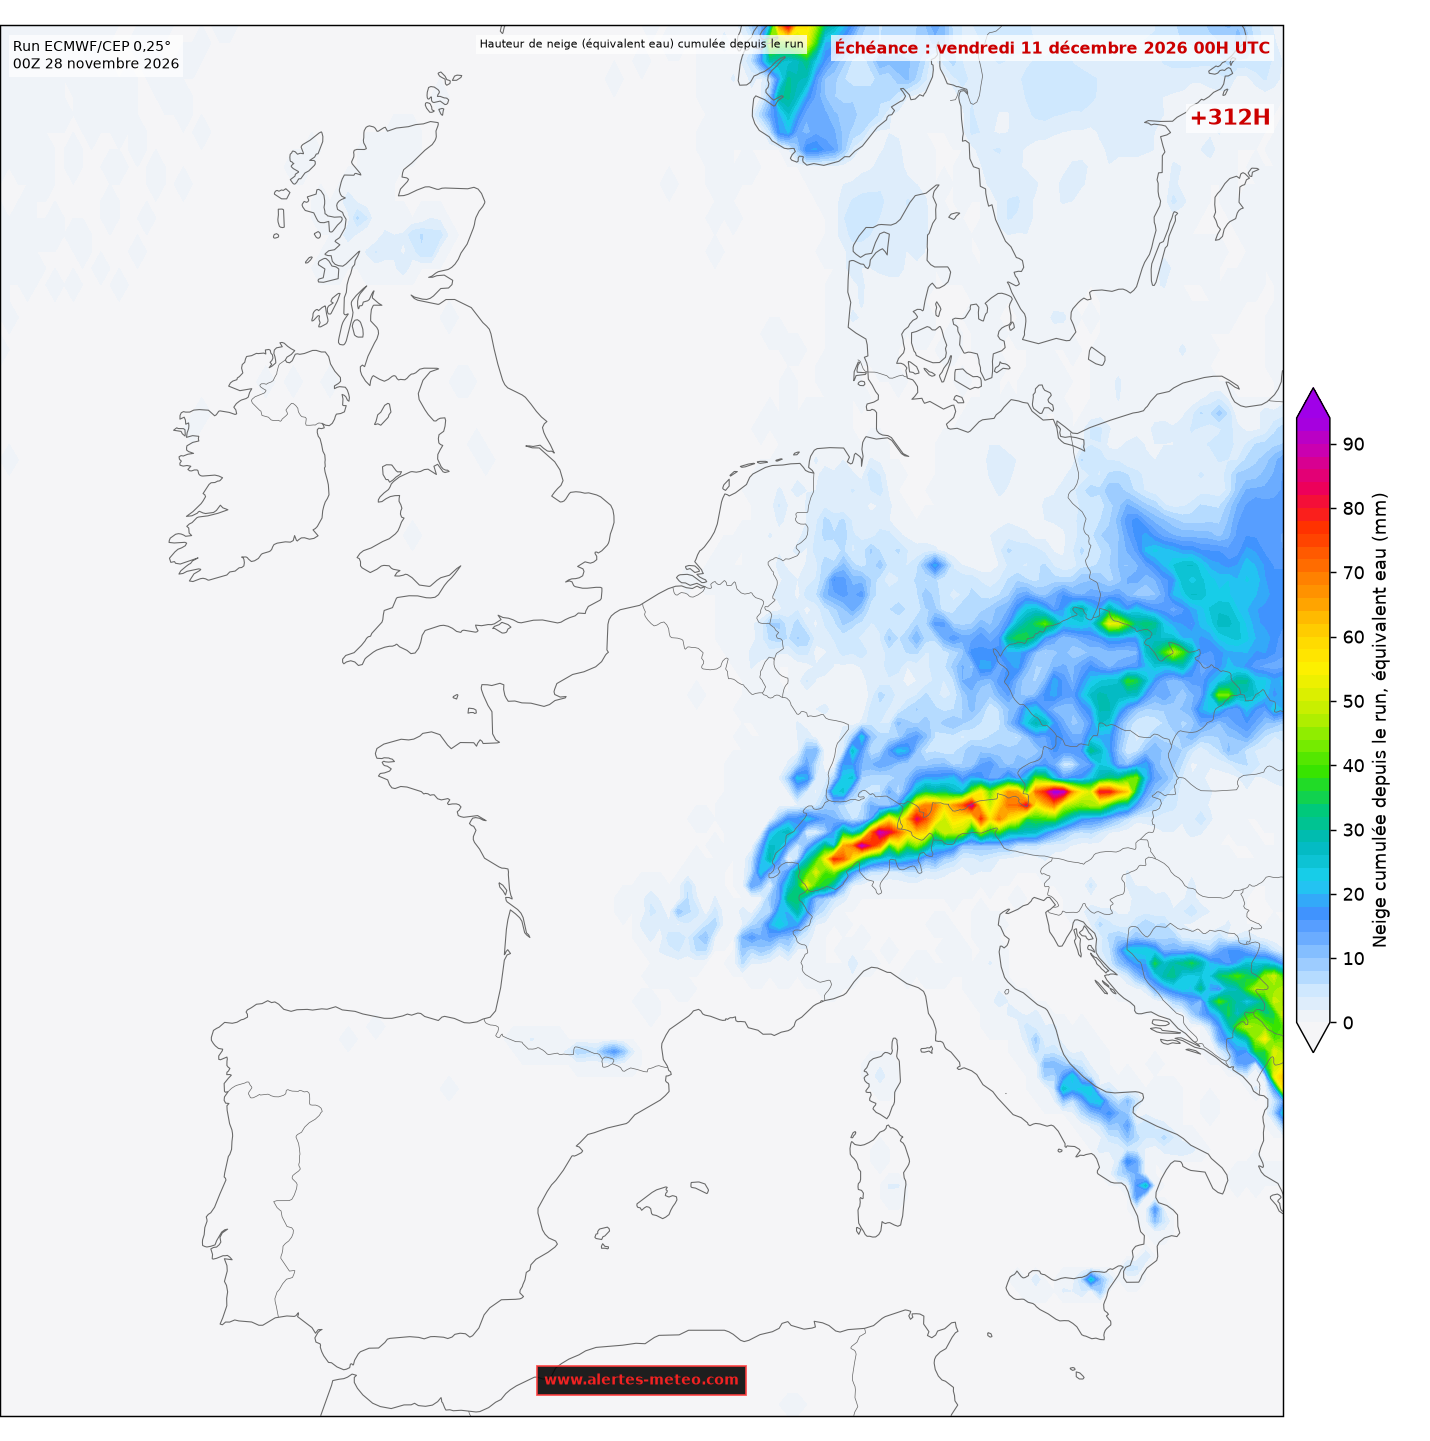 Run ECMWF/CEP 0,25°
00Z 28 novembre 2026
Hauteur de neige (équivalent eau) cumulée depuis le run
Échéance : vendredi 11 décembre 2026 00H UTC
+312H
90
80
70
60
50
40
30
20
10
0
Neige cumulée depuis le run, équivalent eau (mm)
www.alertes-meteo.com